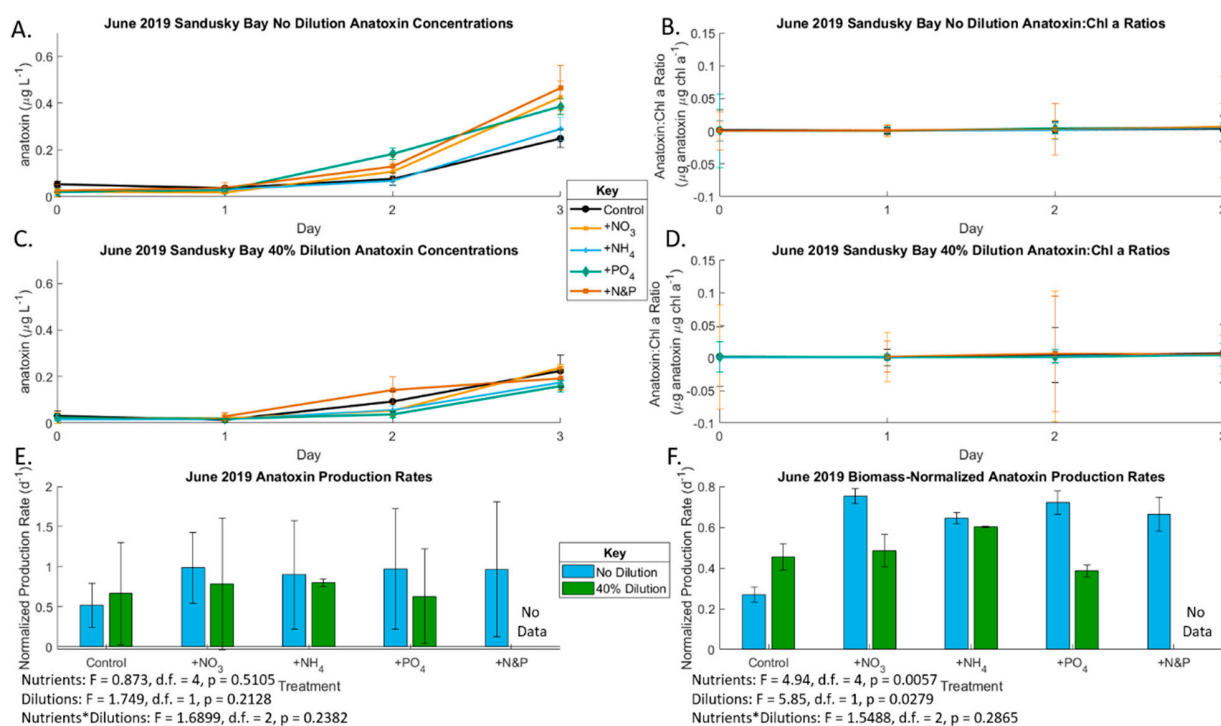 A. June 2019 Sandusky Bay No Dilution Anatoxin Concentrations
anatoxin (μg L⁻¹)
0.6
0.4
0.2
0
0 1 2 3
Day
B. June 2019 Sandusky Bay No Dilution Anatoxin:Chl a Ratios
Anatoxin:Chl a Ratio
(μg anatoxin μg chl a⁻¹)
0.15
0.1
0.05
0
-0.05
-0.1
0 1 2 3
Day
Key
Control
+NO₃
+NH₄
+PO₄
+N&P
C. June 2019 Sandusky Bay 40% Dilution Anatoxin Concentrations
anatoxin (μg L⁻¹)
0.6
0.4
0.2
0
0 1 2 3
Day
D. June 2019 Sandusky Bay 40% Dilution Anatoxin:Chl a Ratios
Anatoxin:Chl a Ratio
(μg anatoxin μg chl a⁻¹)
0.15
0.1
0.05
0
-0.05
-0.1
0 1 2 3
Day
E. June 2019 Anatoxin Production Rates
Normalized Production Rate (d⁻¹)
2
1.5
1
0.5
0
No
Data
Control +NO₃ +NH₄ +PO₄ +N&P
Treatment
Nutrients: F = 0.873, d.f. = 4, p = 0.5105
Dilutions: F = 1.749, d.f. = 1, p = 0.2128
Nutrients*Dilutions: F = 1.6899, d.f. = 2, p = 0.2382
Key
No Dilution
40% Dilution
F. June 2019 Biomass-Normalized Anatoxin Production Rates
Normalized Production Rate (d⁻¹)
0.8
0.6
0.4
0.2
0
No
Data
Control +NO₃ +NH₄ +PO₄ +N&P
Treatment
Nutrients: F = 4.94, d.f. = 4, p = 0.0057
Dilutions: F = 5.85, d.f. = 1, p = 0.0279
Nutrients*Dilutions: F = 1.5488, d.f. = 2, p = 0.2865